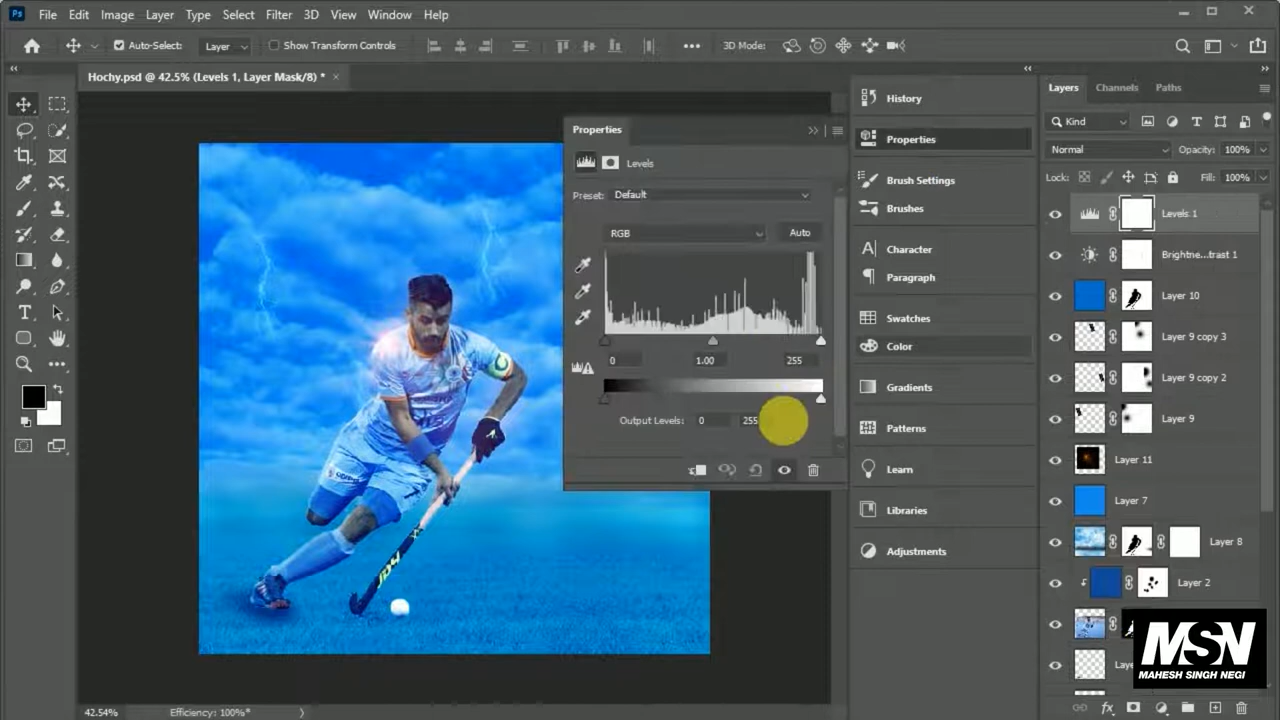 Ps File Edit Image Layer Type Select Filter 3D View Window Help
Auto-Select: Layer Show Transform Controls 3D Mode:
Hochy.psd @ 42.5% (Levels 1, Layer Mask/8) *
Properties
Levels
Preset: Default
RGB Auto
0 1.00 255
Output Levels: 0 255
History
Properties
Brush Settings
Brushes
Character
Paragraph
Swatches
Color
Gradients
Patterns
Learn
Libraries
Adjustments
Layers Channels Paths
Kind
Normal Opacity: 100%
Lock: Fill: 100%
Levels 1
Brightne...trast 1
Layer 10
Layer 9 copy 3
Layer 9 copy 2
Layer 9
Layer 11
Layer 7
Layer 8
Layer 2
MSN
MAHESH SINGH NEGI
42.54% Efficiency: 100%*